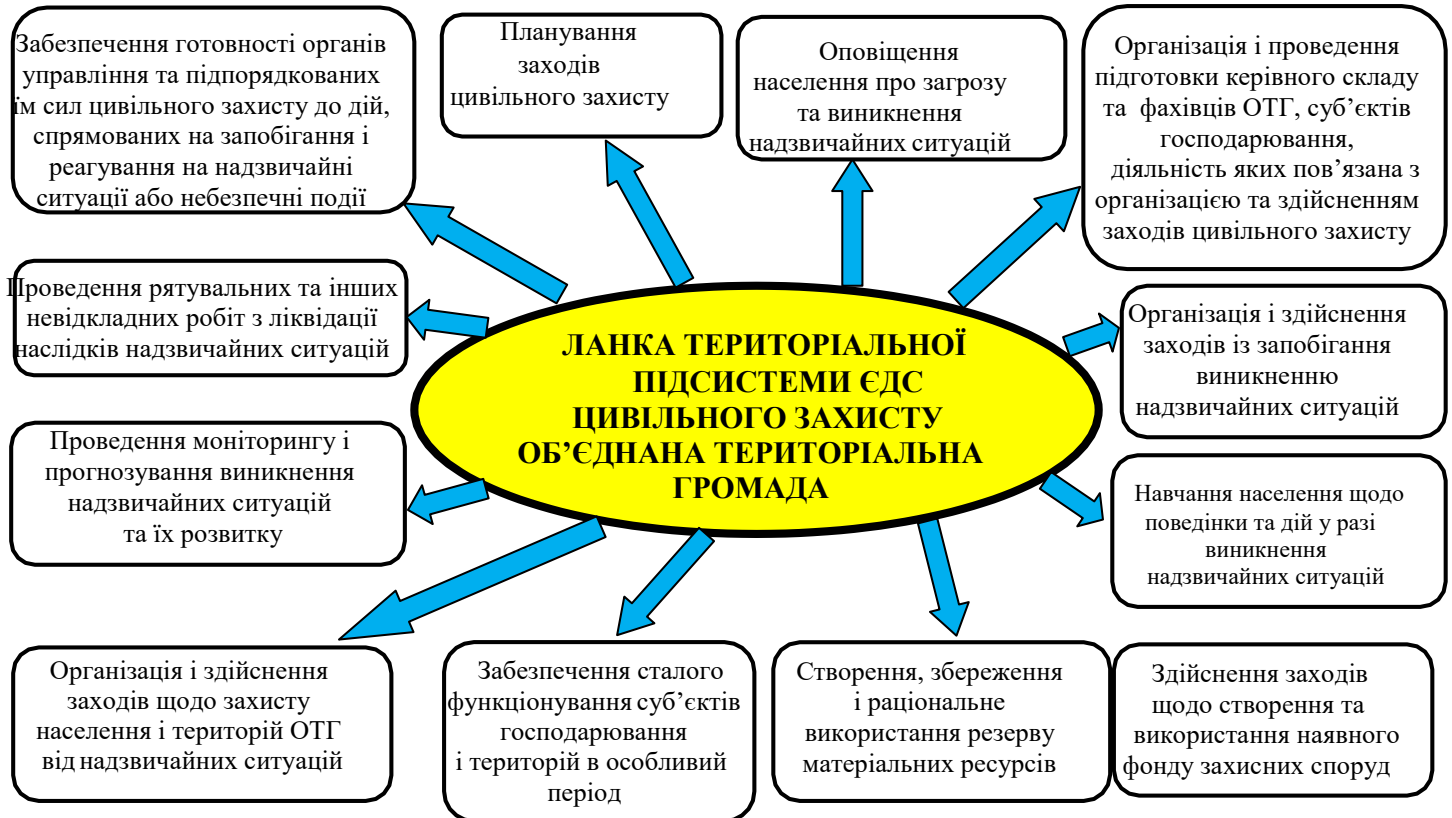 Забезпечення готовності органів
управління та підпорядкованих
їм сил цивільного захисту до дій,
спрямованих на запобігання і
реагування на надзвичайні
ситуації або небезпечні події
Планування
заходів
цивільного захисту
Оповіщення
населення про загрозу
та виникнення
надзвичайних ситуацій
Організація і проведення
підготовки керівного складу
та фахівців ОТГ, суб’єктів
господарювання,
діяльність яких пов’язана з
організацією та здійсненням
заходів цивільного захисту
Проведення рятувальних та інших
невідкладних робіт з ліквідації
наслідків надзвичайних ситуацій
ЛАНКА ТЕРИТОРІАЛЬНОЇ
ПІДСИСТЕМИ ЄДС
ЦИВІЛЬНОГО ЗАХИСТУ
ОБ’ЄДНАНА ТЕРИТОРІАЛЬНА
ГРОМАДА
Організація і здійснення
заходів із запобігання
виникненню
надзвичайних ситуацій
Проведення моніторингу і
прогнозування виникнення
надзвичайних ситуацій
та їх розвитку
Навчання населення щодо
поведінки та дій у разі
виникнення
надзвичайних ситуацій
Організація і здійснення
заходів щодо захисту
населення і територій ОТГ
від надзвичайних ситуацій
Забезпечення сталого
функціонування суб’єктів
господарювання
і територій в особливий
період
Створення, збереження
і раціональне
використання резерву
матеріальних ресурсів
Здійснення заходів
щодо створення та
використання наявного
фонду захисних споруд